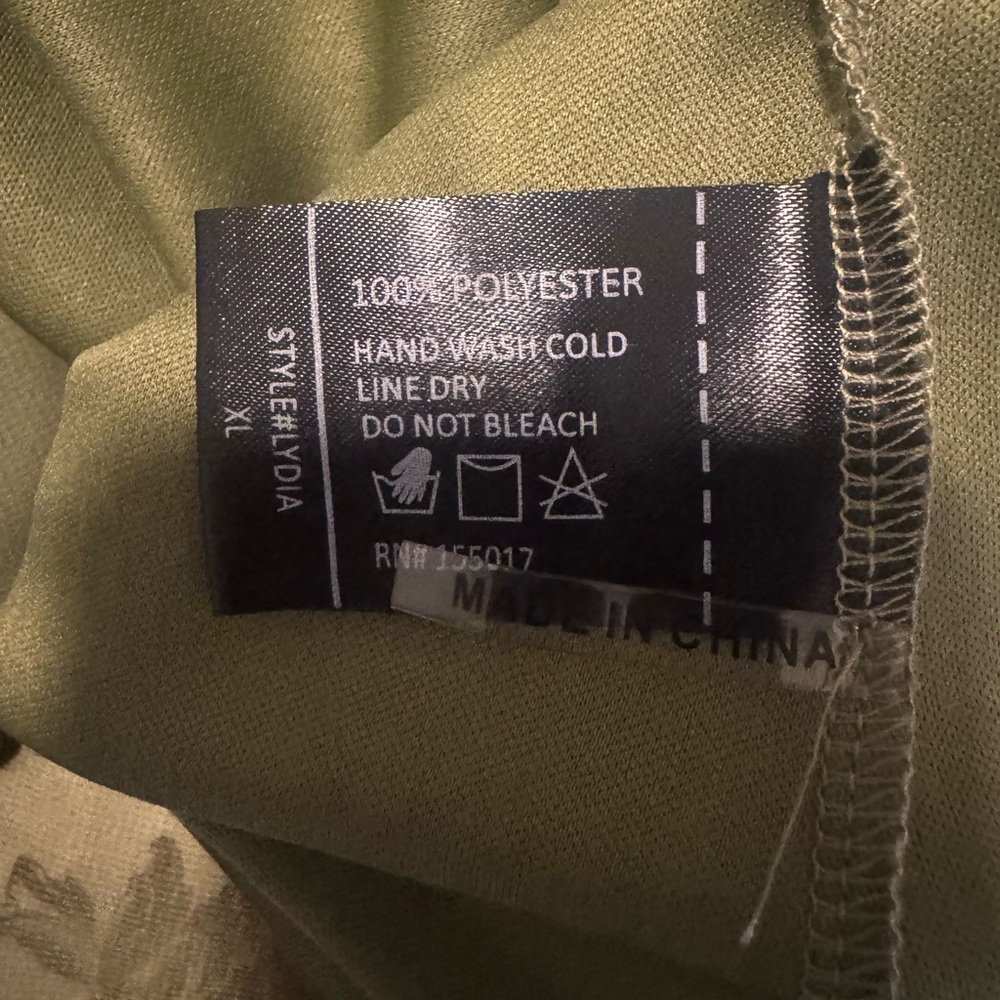 100% POLYESTER
HAND WASH COLD
LINE DRY
DO NOT BLEACH
RN# 155017
MADE IN CHINA
STYLE#LYDIA
XL